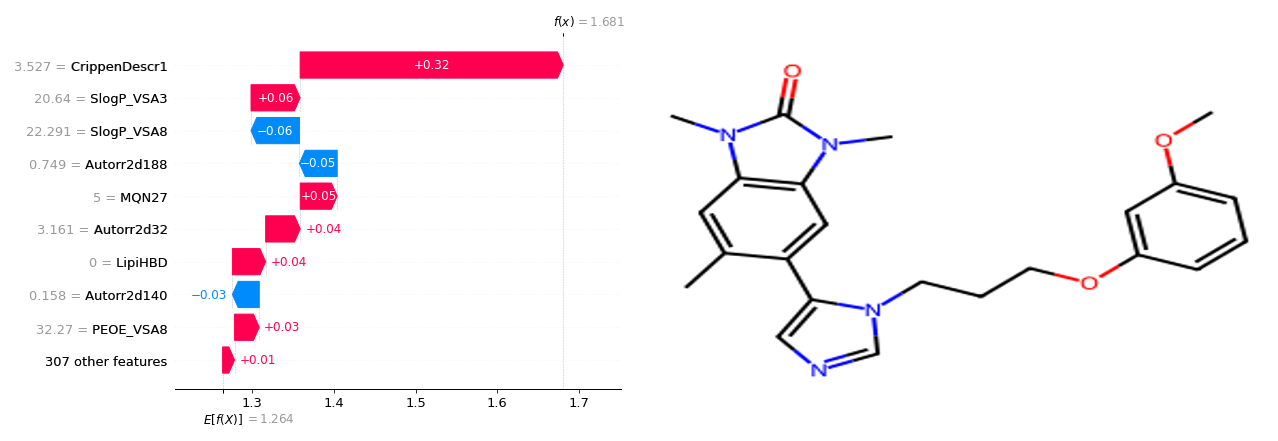 f(x) = 1.681
3.527 = CrippenDescr1
+0.32
20.64 = SlogP_VSA3
+0.06
22.291 = SlogP_VSA8
−0.06
0.749 = Autorr2d188
−0.05
5 = MQN27
+0.05
3.161 = Autorr2d32
+0.04
0 = LipiHBD
+0.04
0.158 = Autorr2d140
−0.03
32.27 = PEOE_VSA8
+0.03
307 other features
+0.01
1.3 1.4 1.5 1.6 1.7
E[f(X)] = 1.264
O
N
N
O
O
N
N